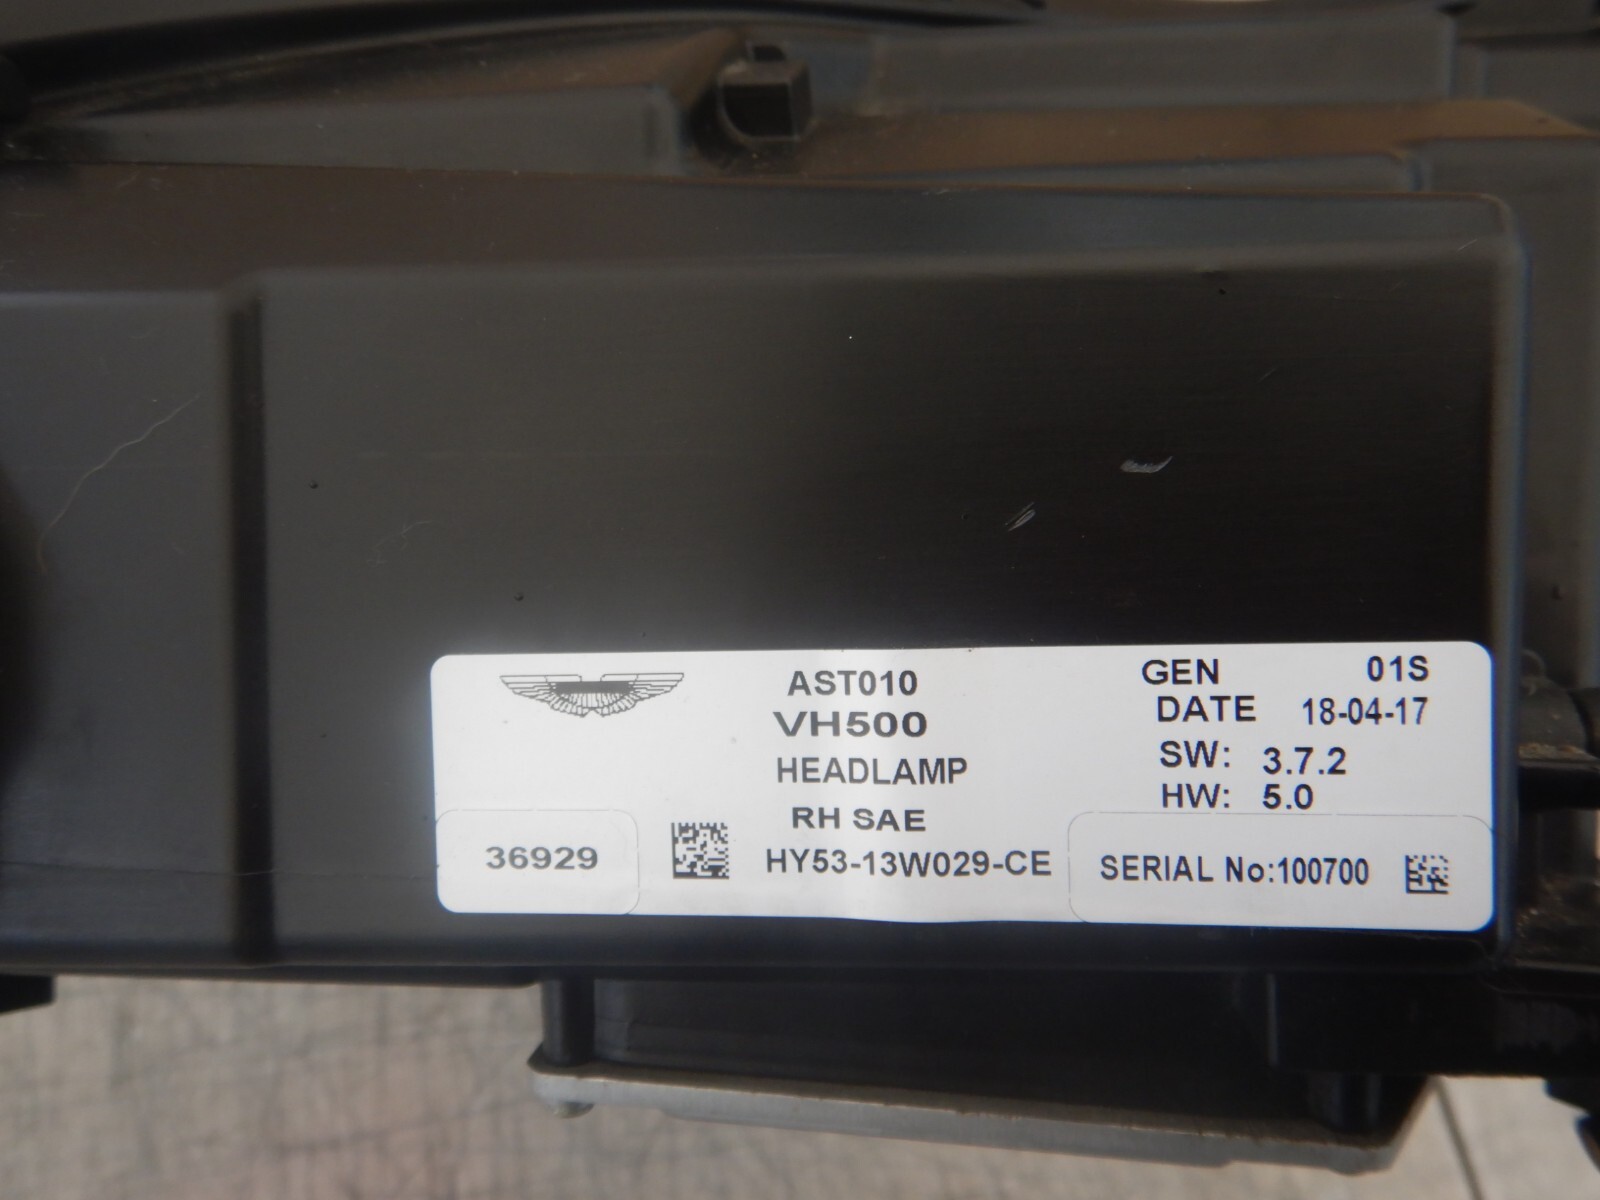 AST010
VH500
HEADLAMP
RH SAE
HY53-13W029-CE
36929
GEN 01S
DATE 18-04-17
SW: 3.7.2
HW: 5.0
SERIAL No:100700